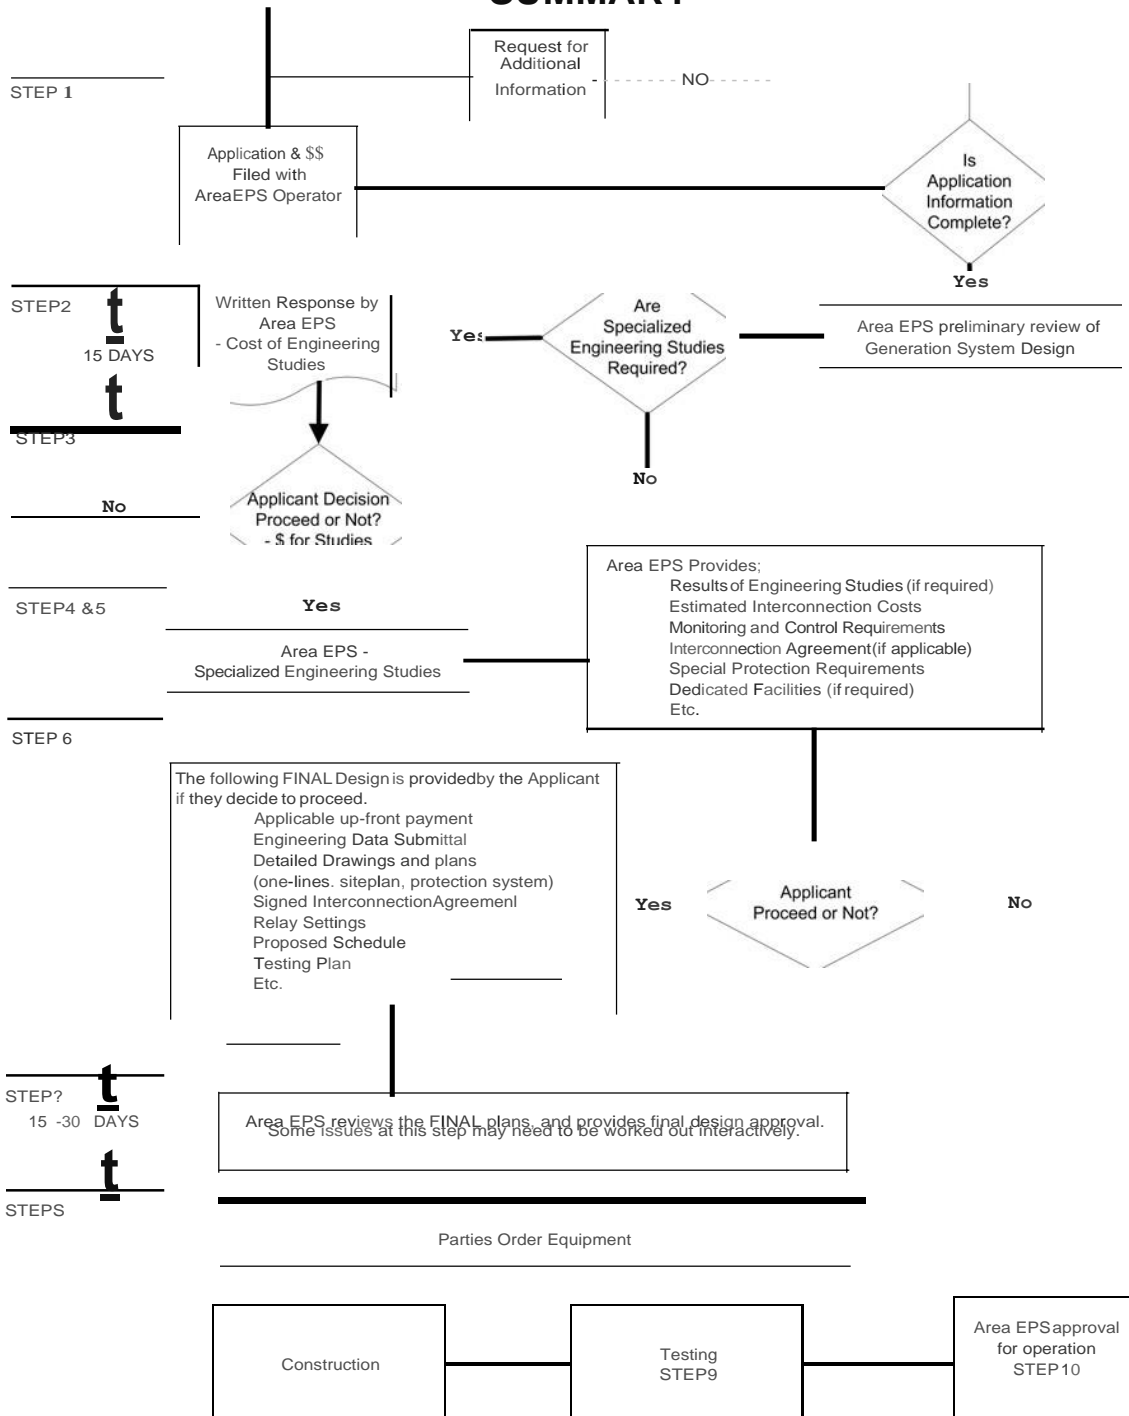 SUMMARY
Request for
Additional
Information
- - - - - - NO - - - - -
STEP 1
Application & $$
Filed with
AreaEPS Operator
Is
Application
Information
Complete?
Yes
STEP2
t
15 DAYS
t
Written Response by
Area EPS
- Cost of Engineering
Studies
Yes
Are
Specialized
Engineering Studies
Required?
Area EPS preliminary review of
Generation System Design
STEP3
No
No
Applicant Decision
Proceed or Not?
- $ for Studies
STEP4 &5
Yes
Area EPS -
Specialized Engineering Studies
Area EPS Provides;
Results of Engineering Studies (if required)
Estimated Interconnection Costs
Monitoring and Control Requirements
Interconnection Agreement(if applicable)
Special Protection Requirements
Dedicated Facilities (if required)
Etc.
STEP 6
The following FINAL Design is providedby the Applicant
if they decide to proceed.
Applicable up-front payment
Engineering Data Submittal
Detailed Drawings and plans
(one-lines. siteplan, protection system)
Signed InterconnectionAgreemenl
Relay Settings
Proposed Schedule
Testing Plan
Etc.
Yes
Applicant
Proceed or Not?
No
STEP?
t
15 -30 DAYS
t
Area EPS reviews the FINAL plans, and provides final design approval.
Some issues at this step may need to be worked out interactively.
STEPS
Parties Order Equipment
Construction
Testing
STEP9
Area EPSapproval
for operation
STEP10